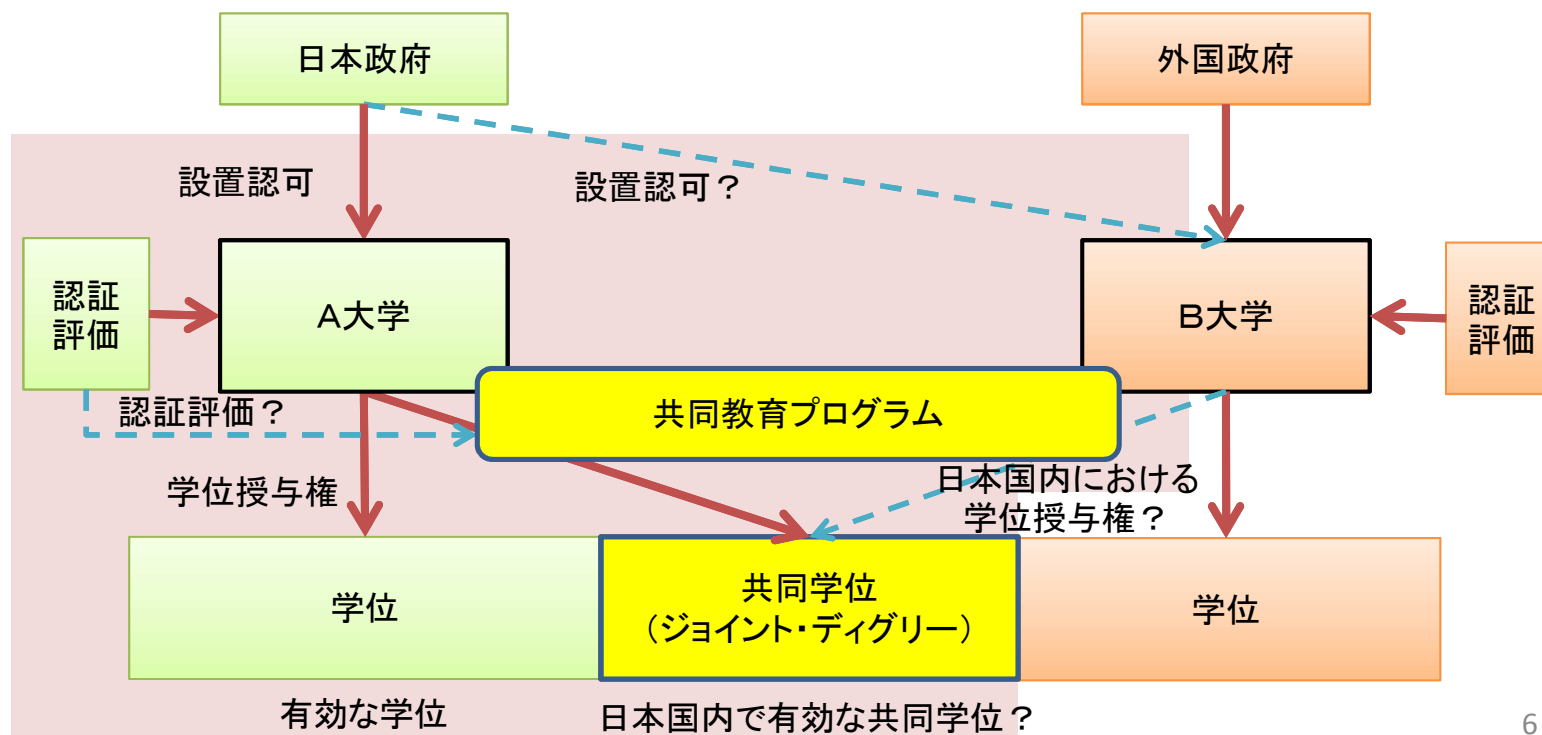 日本政府
外国政府
設置認可
設置認可？
認証
評価
A大学
B大学
認証
評価
認証評価？
共同教育プログラム
学位授与権
日本国内における
学位授与権？
学位
共同学位
（ジョイント・ディグリー）
学位
有効な学位
日本国内で有効な共同学位？
6